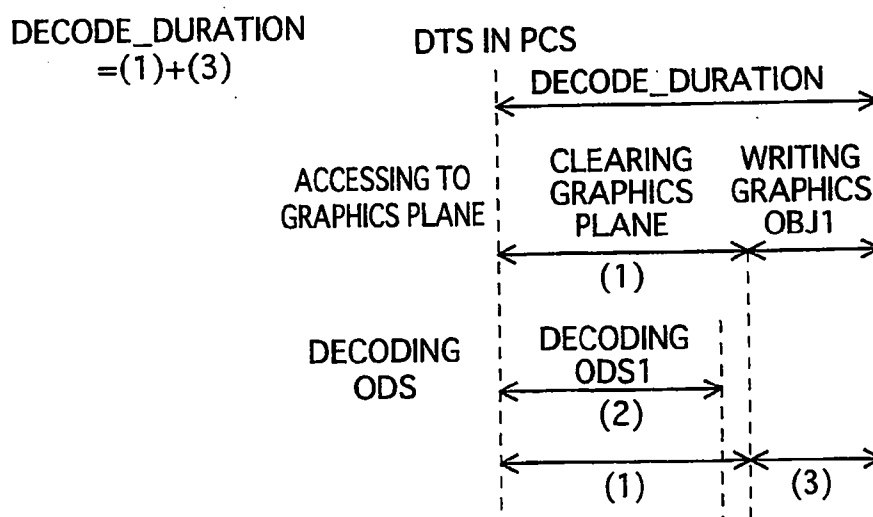 DECODE_DURATION
=(1)+(3)
DTS IN PCS
DECODE_DURATION
ACCESSING TO
GRAPHICS PLANE
CLEARING
GRAPHICS
PLANE
WRITING
GRAPHICS
OBJ1
(1)
DECODING
ODS
DECODING
ODS1
(2)
(1)
(3)